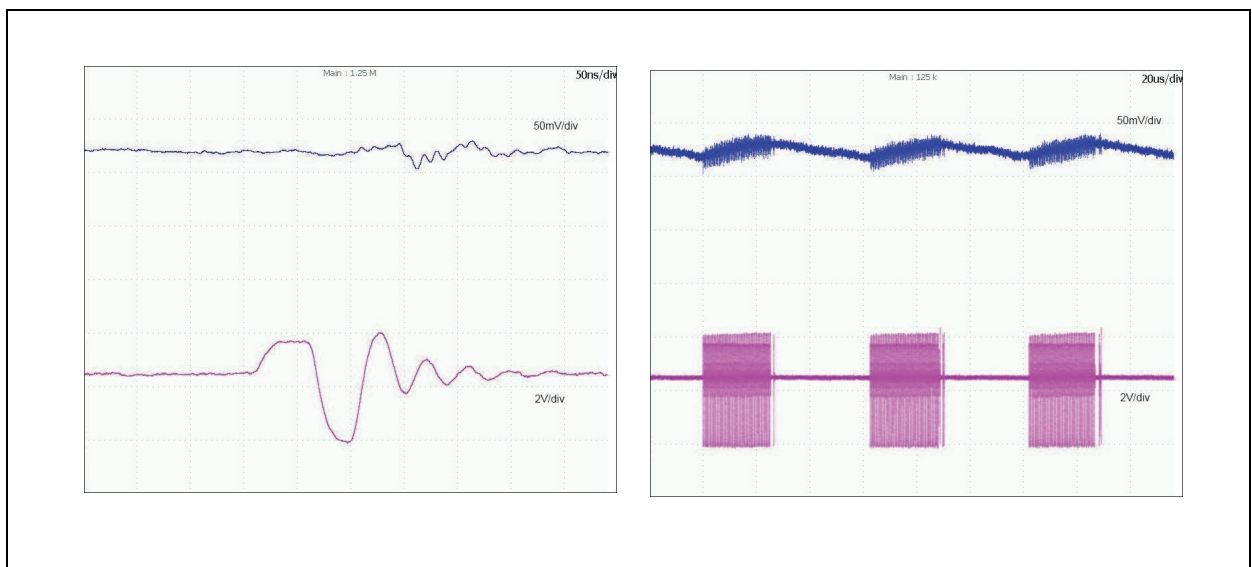 Main : 1.25 M
50ns/div
50mV/div
2V/div
Main : 125 k
20us/div
50mV/div
2V/div